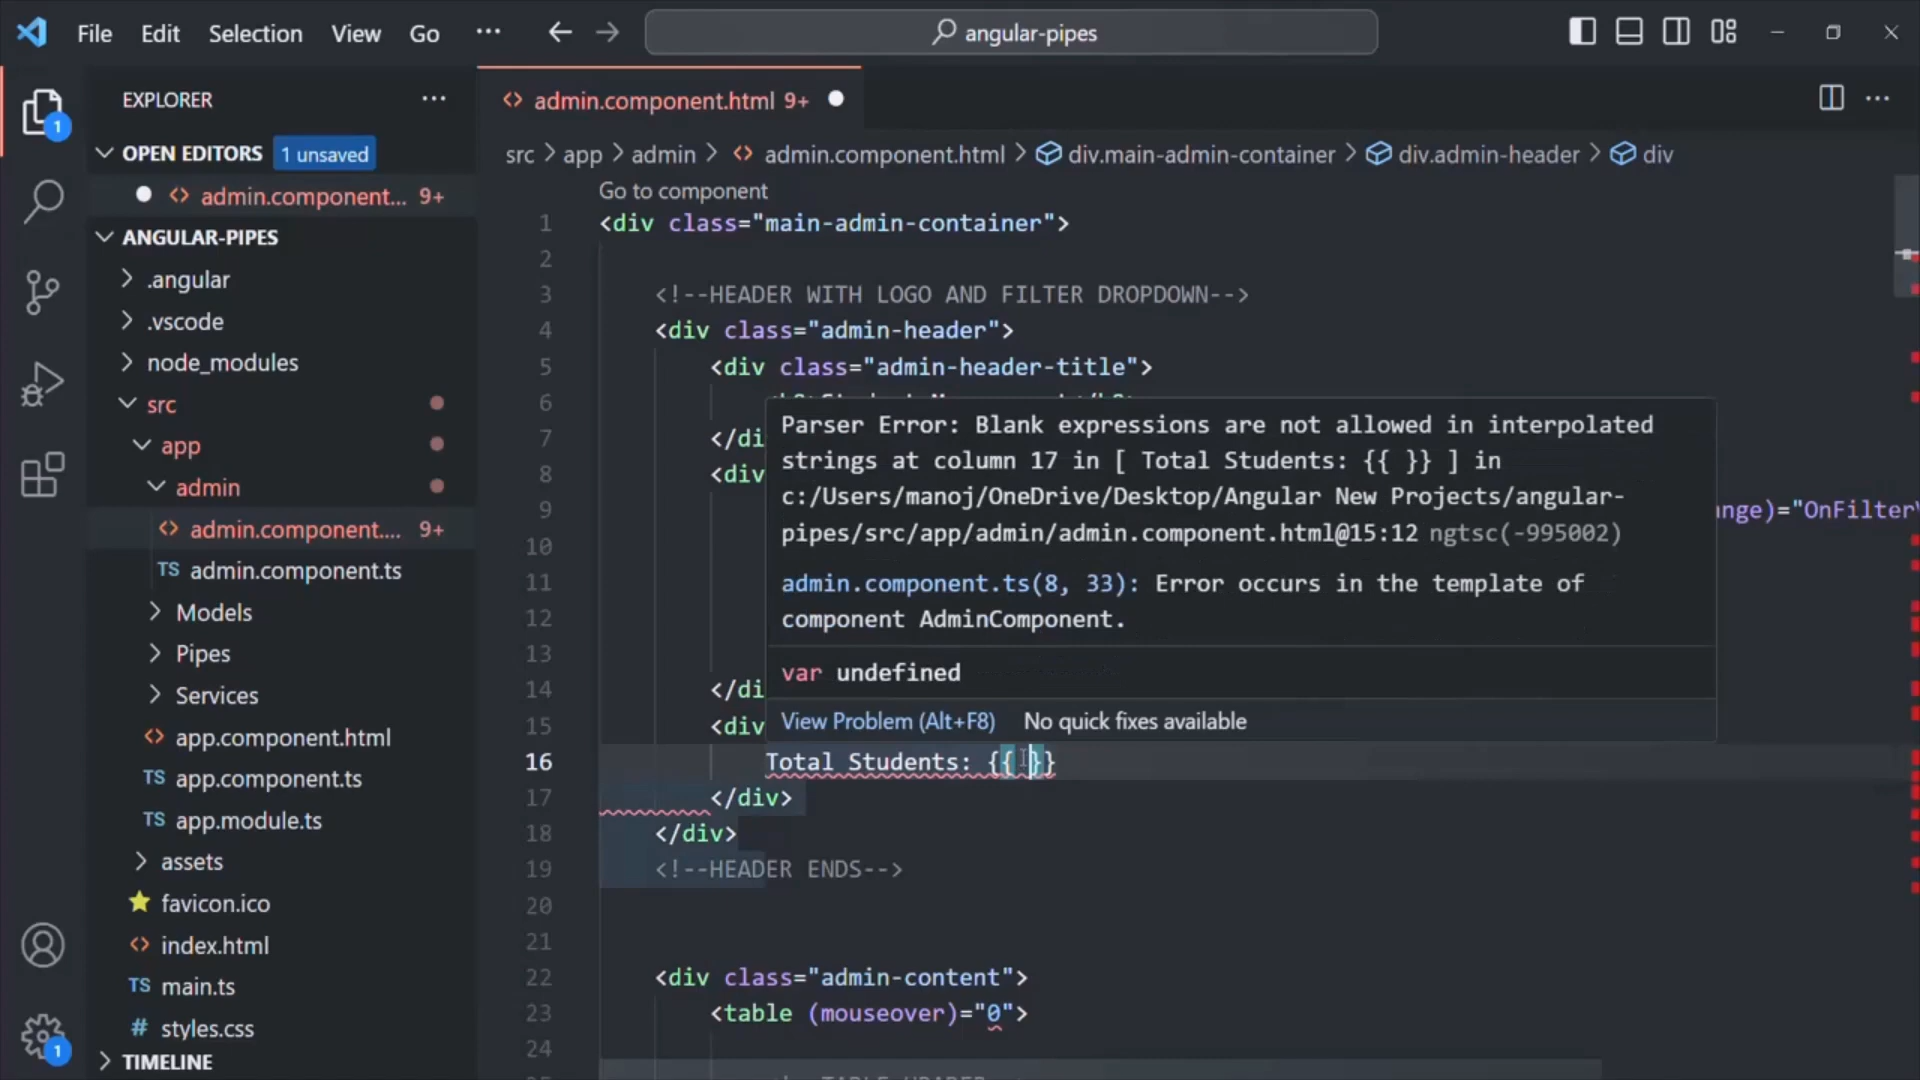 File Edit Selection View Go ··· angular-pipes
EXPLORER ···
OPEN EDITORS 1 unsaved
admin.component... 9+
ANGULAR-PIPES
.angular
.vscode
node_modules
src
app
admin
admin.component.... 9+
TS admin.component.ts
Models
Pipes
Services
app.component.html
TS app.component.ts
TS app.module.ts
assets
favicon.ico
index.html
TS main.ts
# styles.css
TIMELINE
1
1
admin.component.html 9+
src > app > admin > admin.component.html > div.main-admin-container > div.admin-header > div
Go to component
1 <div class="main-admin-container">
2
3 <!--HEADER WITH LOGO AND FILTER DROPDOWN-->
4 <div class="admin-header">
5 <div class="admin-header-title">
6
7 </di
8 <div
9 nge)="OnFilterV
10
11
12
13
14 </di
15 <div
16 Total Students: {{ }}
17 </div>
18 </div>
19 <!--HEADER ENDS-->
20
21
22 <div class="admin-content">
23 <table (mouseover)="0">
24
Parser Error: Blank expressions are not allowed in interpolated
strings at column 17 in [ Total Students: {{ }} ] in
c:/Users/manoj/OneDrive/Desktop/Angular New Projects/angular-
pipes/src/app/admin/admin.component.html@15:12 ngtsc(-995002)
admin.component.ts(8, 33): Error occurs in the template of
component AdminComponent.
var undefined
View Problem (Alt+F8) No quick fixes available